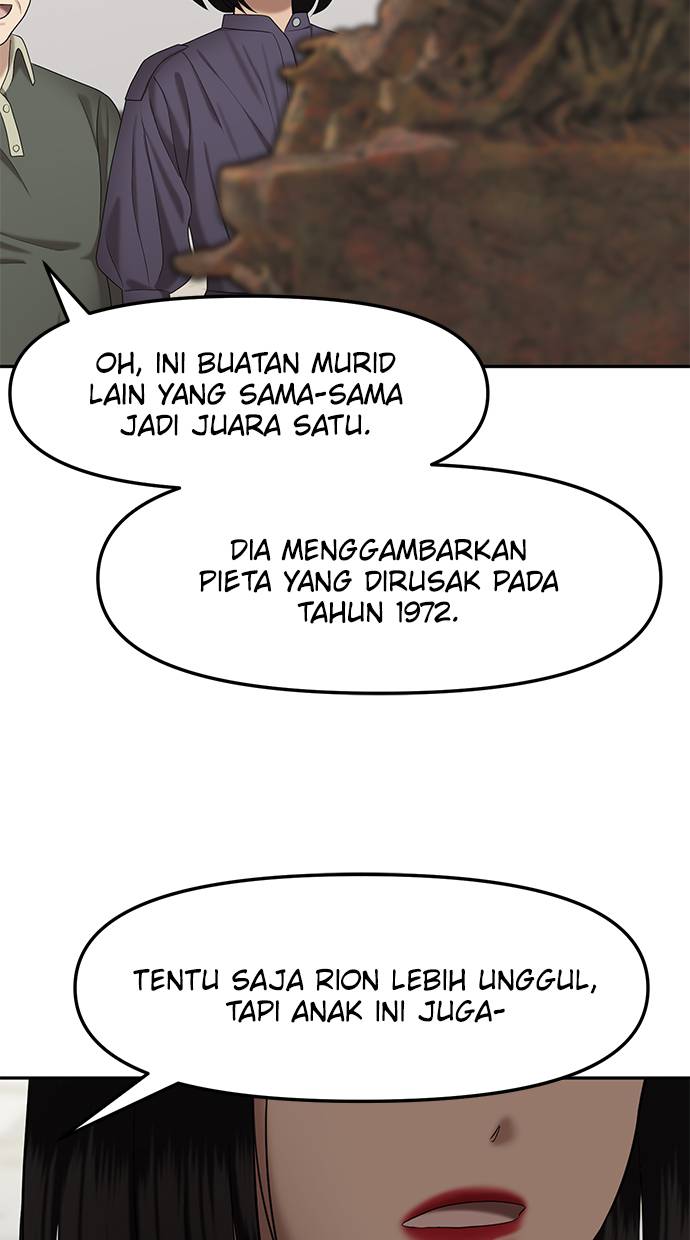 OH, INI BUATAN MURID
LAIN YANG SAMA-SAMA
JADI JUARA SATU.
DIA MENGGAMBARKAN
PIETA YANG DIRUSAK PADA
TAHUN 1972.
TENTU SAJA RION LEBIH UNGGUL,
TAPI ANAK INI JUGA-